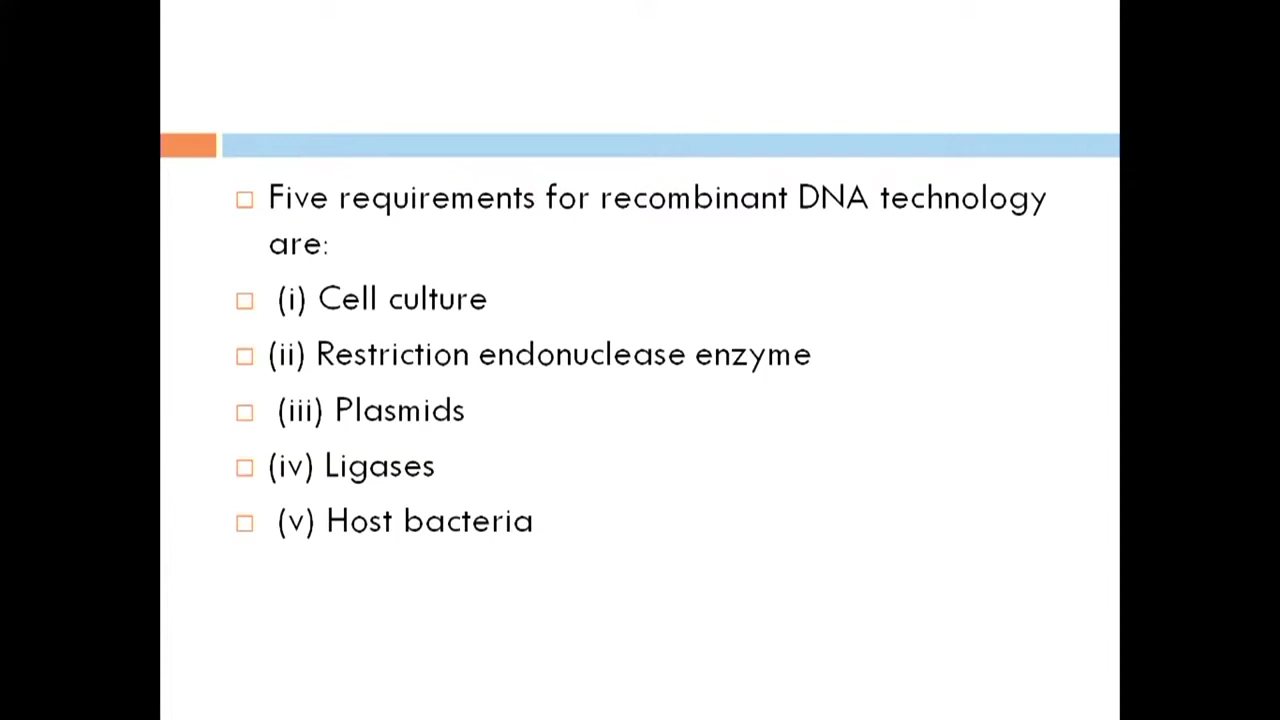 Five requirements for recombinant DNA technology
are:
(i) Cell culture
(ii) Restriction endonuclease enzyme
(iii) Plasmids
(iv) Ligases
(v) Host bacteria